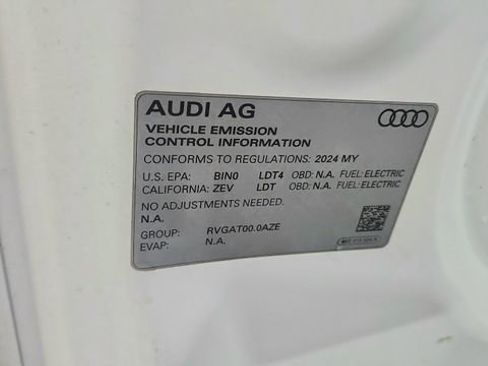 AUDI AG
VEHICLE EMISSION
CONTROL INFORMATION
CONFORMS TO REGULATIONS: 2024 MY
U.S. EPA: BIN0 LDT4 OBD: N.A. FUEL: ELECTRIC
CALIFORNIA: ZEV LDT OBD: N.A. FUEL: ELECTRIC
NO ADJUSTMENTS NEEDED.
N.A.
GROUP: RVGAT00.0AZE
EVAP: N.A.